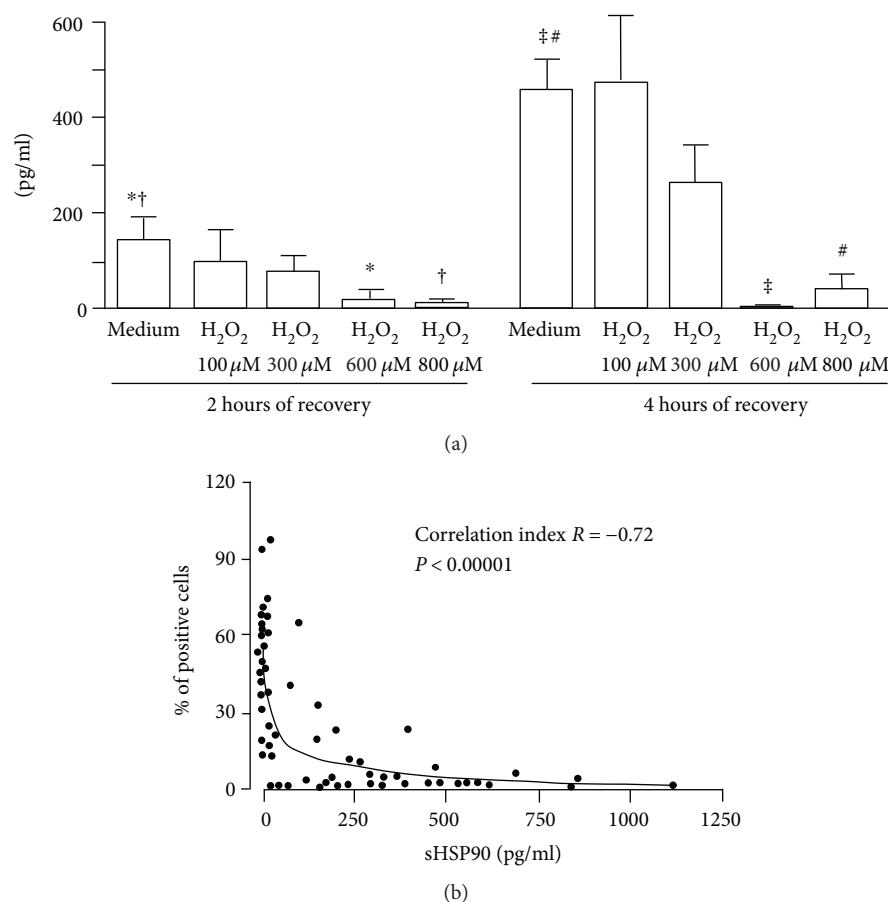 600
400
200
0
(pg/ml)
*†
*
†
‡#
‡
#
Medium H₂O₂ H₂O₂ H₂O₂ H₂O₂ Medium H₂O₂ H₂O₂ H₂O₂ H₂O₂
100 μM 300 μM 600 μM 800 μM 100 μM 300 μM 600 μM 800 μM
2 hours of recovery 4 hours of recovery
(a)
120
90
60
30
0
% of positive cells
Correlation index R = −0.72
P < 0.00001
0 250 500 750 1000 1250
sHSP90 (pg/ml)
(b)